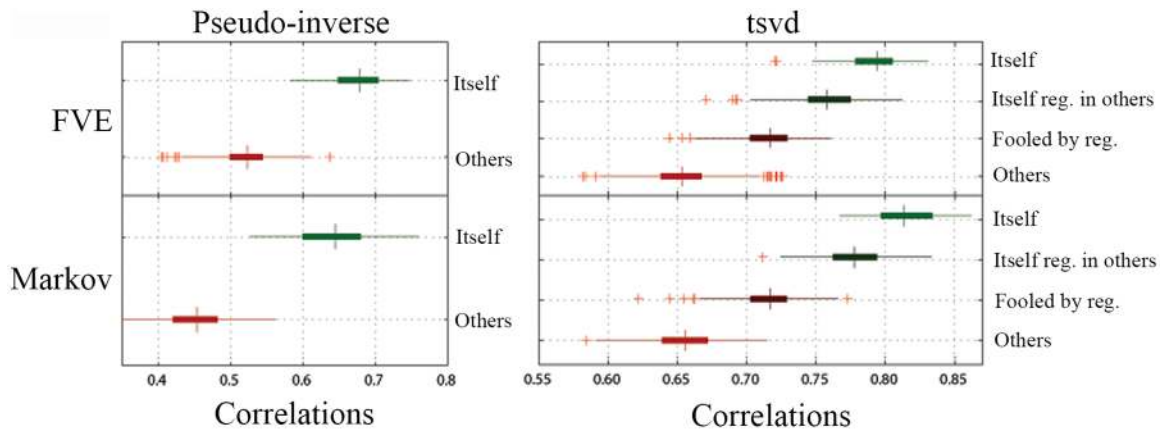 Pseudo-inverse
tsvd
FVE
Itself
Others
Itself
Itself reg. in others
Fooled by reg.
Others
Markov
Itself
Others
Itself
Itself reg. in others
Fooled by reg.
Others
0.4 0.5 0.6 0.7 0.8
0.55 0.60 0.65 0.70 0.75 0.80 0.85
Correlations
Correlations